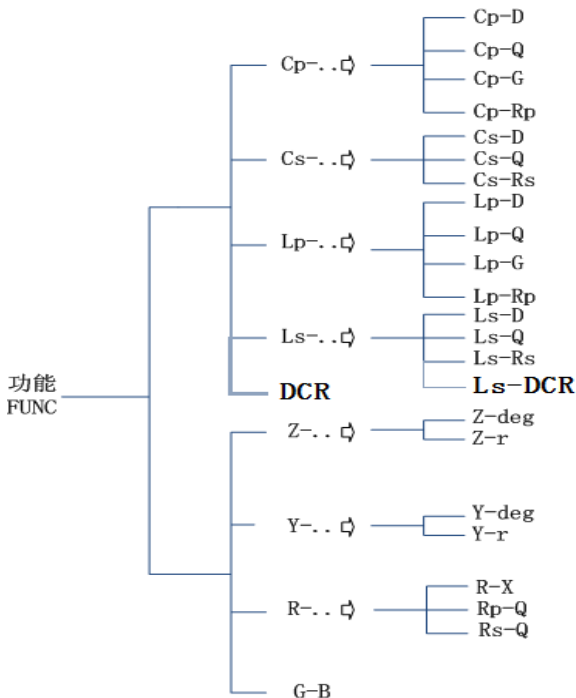 功能
FUNC
Cp-..
Cp-D
Cp-Q
Cp-G
Cp-Rp
Cs-..
Cs-D
Cs-Q
Cs-Rs
Lp-..
Lp-D
Lp-Q
Lp-G
Lp-Rp
Ls-..
Ls-D
Ls-Q
Ls-Rs
Ls-DCR
DCR
Z-..
Z-deg
Z-r
Y-..
Y-deg
Y-r
R-..
R-X
Rp-Q
Rs-Q
G-B